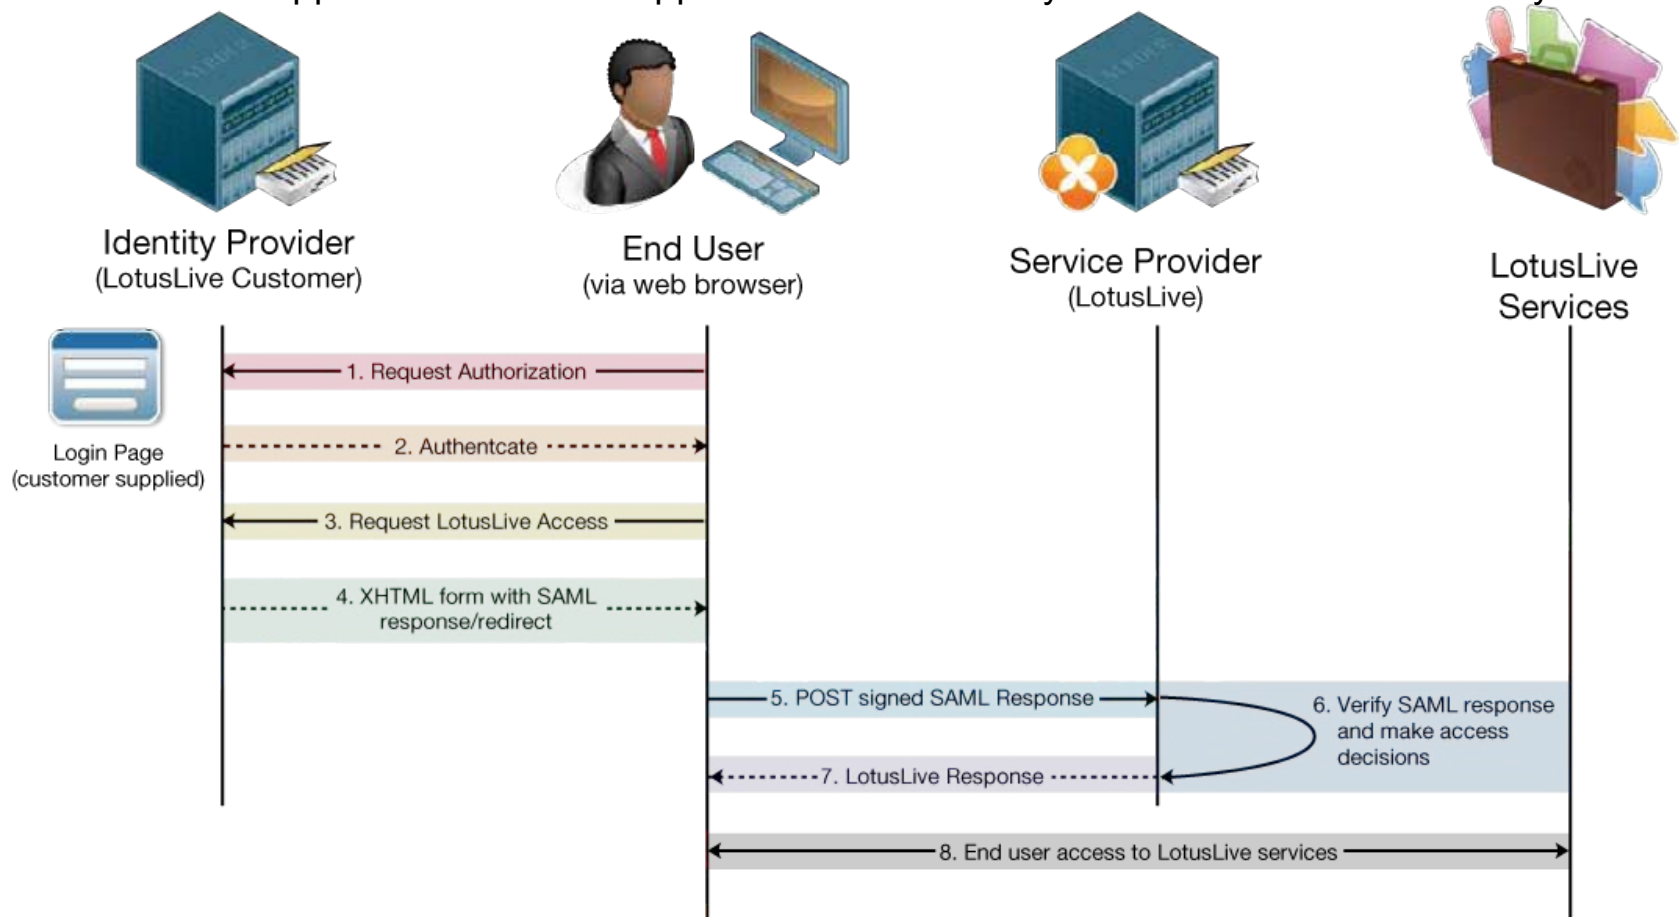 Identity Provider
(LotusLive Customer)
End User
(via web browser)
Service Provider
(LotusLive)
LotusLive
Services
Login Page
(customer supplied)
1. Request Authorization
2. Authentcate
3. Request LotusLive Access
4. XHTML form with SAML
response/redirect
5. POST signed SAML Response
6. Verify SAML response
and make access
decisions
7. LotusLive Response
8. End user access to LotusLive services